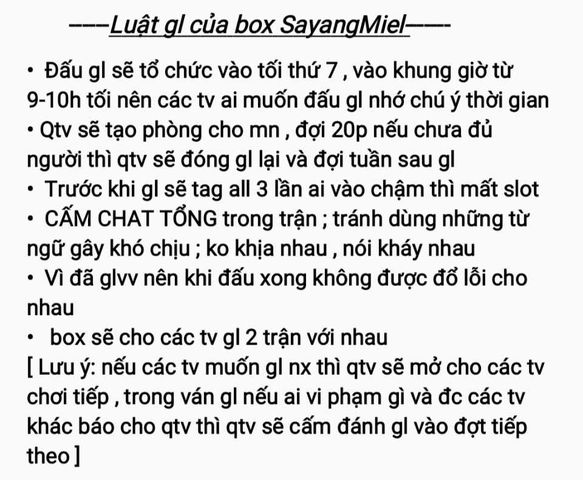 -----Luật gl của box SayangMiel------
• Đấu gl sẽ tổ chức vào tối thứ 7 , vào khung giờ từ
9-10h tối nên các tv ai muốn đấu gl nhớ chú ý thời gian
• Qtv sẽ tạo phòng cho mn , đợi 20p nếu chưa đủ
người thì qtv sẽ đóng gl lại và đợi tuần sau gl
• Trước khi gl sẽ tag all 3 lần ai vào chậm thì mất slot
• CẤM CHAT TỔNG trong trận ; tránh dùng những từ
ngữ gây khó chịu ; ko khịa nhau , nói kháy nhau
• Vì đã glvv nên khi đấu xong không được đổ lỗi cho
nhau
• box sẽ cho các tv gl 2 trận với nhau
[ Lưu ý: nếu các tv muốn gl nx thì qtv sẽ mở cho các tv
chơi tiếp , trong ván gl nếu ai vi phạm gì và đc các tv
khác báo cho qtv thì qtv sẽ cấm đánh gl vào đợt tiếp
theo ]